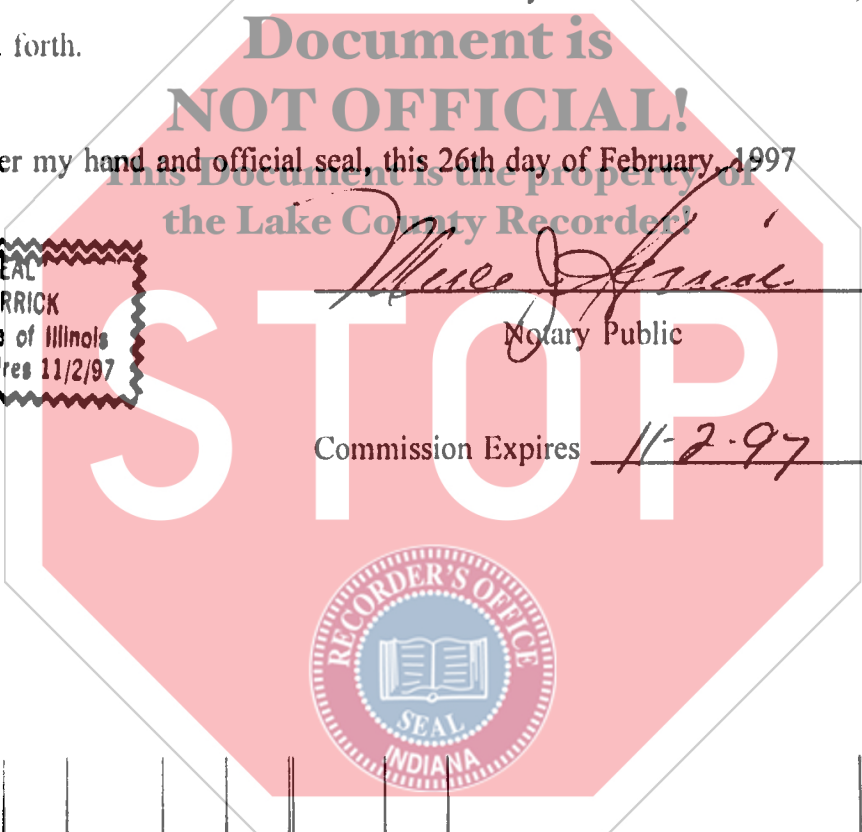 Document is
forth.
NOT OFFICIAL!
er my hand and official seal, this 26th day of February, 1997
This Document is the property of
the Lake County Recorder!
EAL
RRICK
e of Illinois
res 11/2/97
Notary Public
STOP
Commission Expires 11-2-97
RECORDER'S OFFICE
SEAL
INDIANA